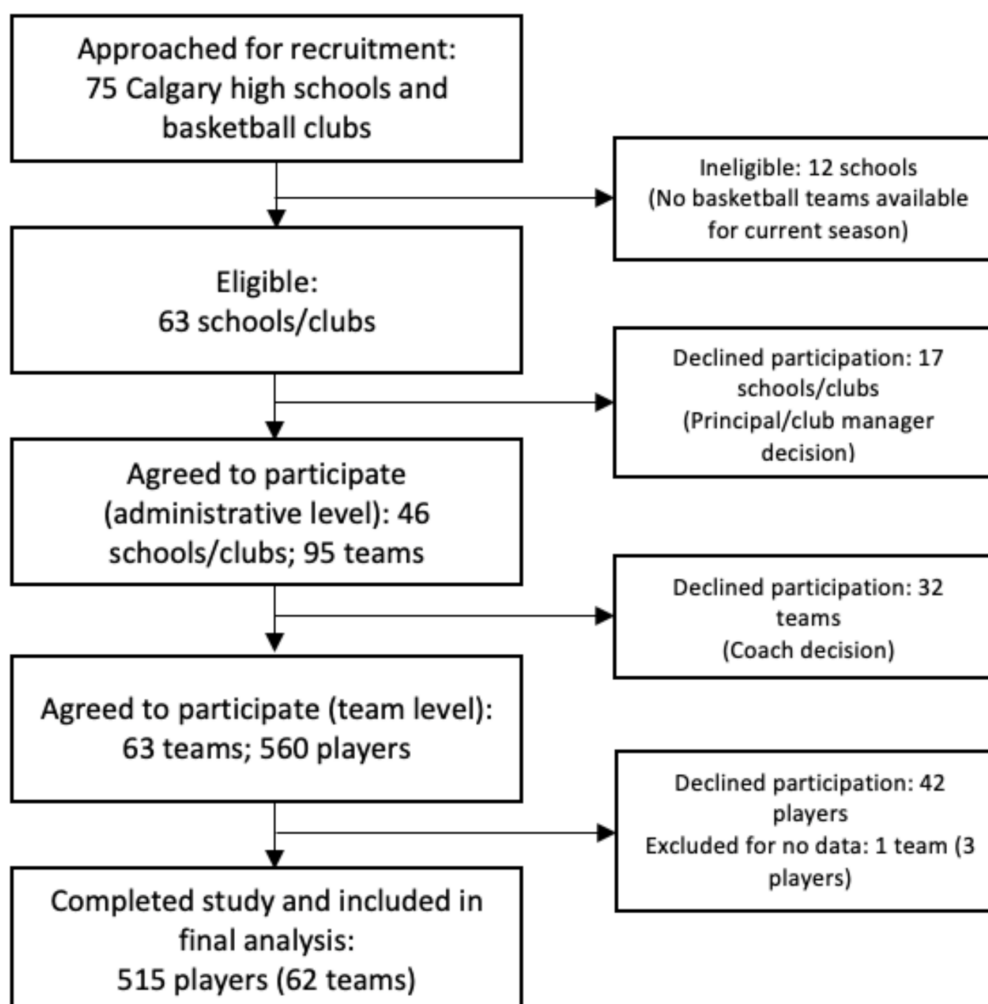 Approached for recruitment:
75 Calgary high schools and
basketball clubs
Ineligible: 12 schools
(No basketball teams available
for current season)
Eligible:
63 schools/clubs
Declined participation: 17
schools/clubs
(Principal/club manager
decision)
Agreed to participate
(administrative level): 46
schools/clubs; 95 teams
Declined participation: 32
teams
(Coach decision)
Agreed to participate (team level):
63 teams; 560 players
Declined participation: 42
players
Excluded for no data: 1 team (3
players)
Completed study and included in
final analysis:
515 players (62 teams)